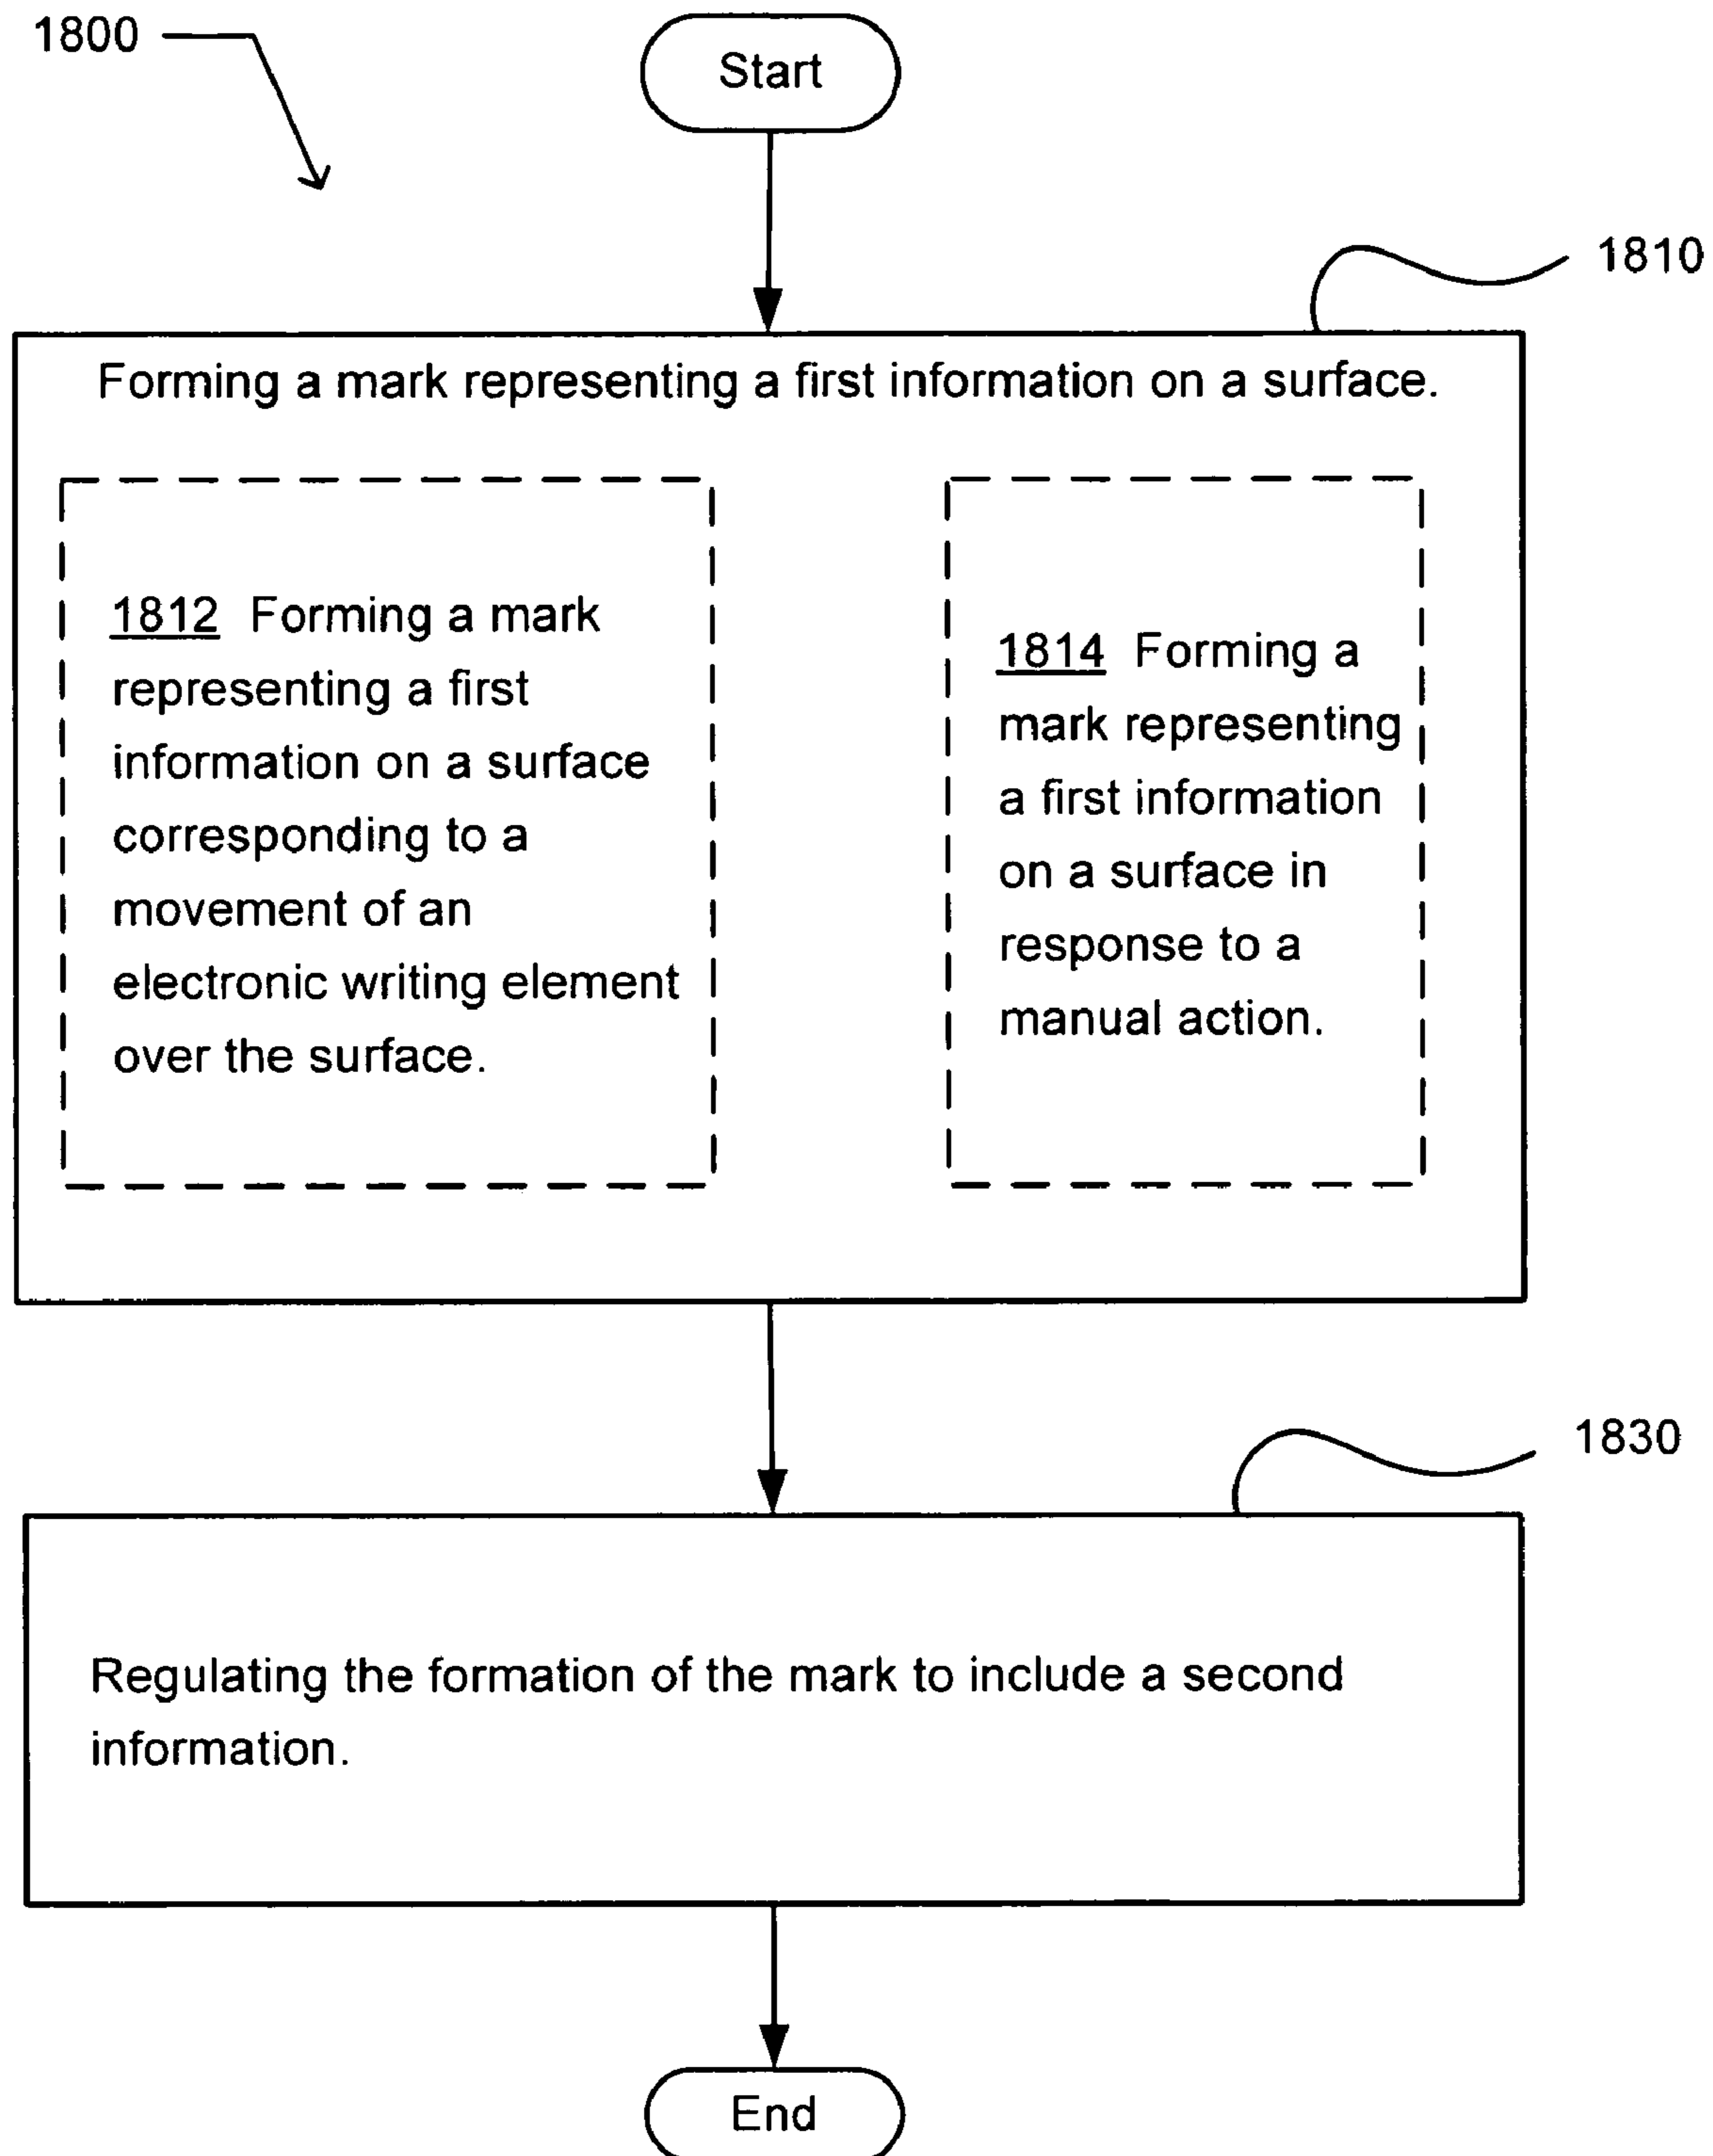 1800
Start
1810
Forming a mark representing a first information on a surface.
1812 Forming a mark
representing a first
information on a surface
corresponding to a
movement of an
electronic writing element
over the surface.
1814 Forming a
mark representing
a first information
on a surface in
response to a
manual action.
1830
Regulating the formation of the mark to include a second
information.
End